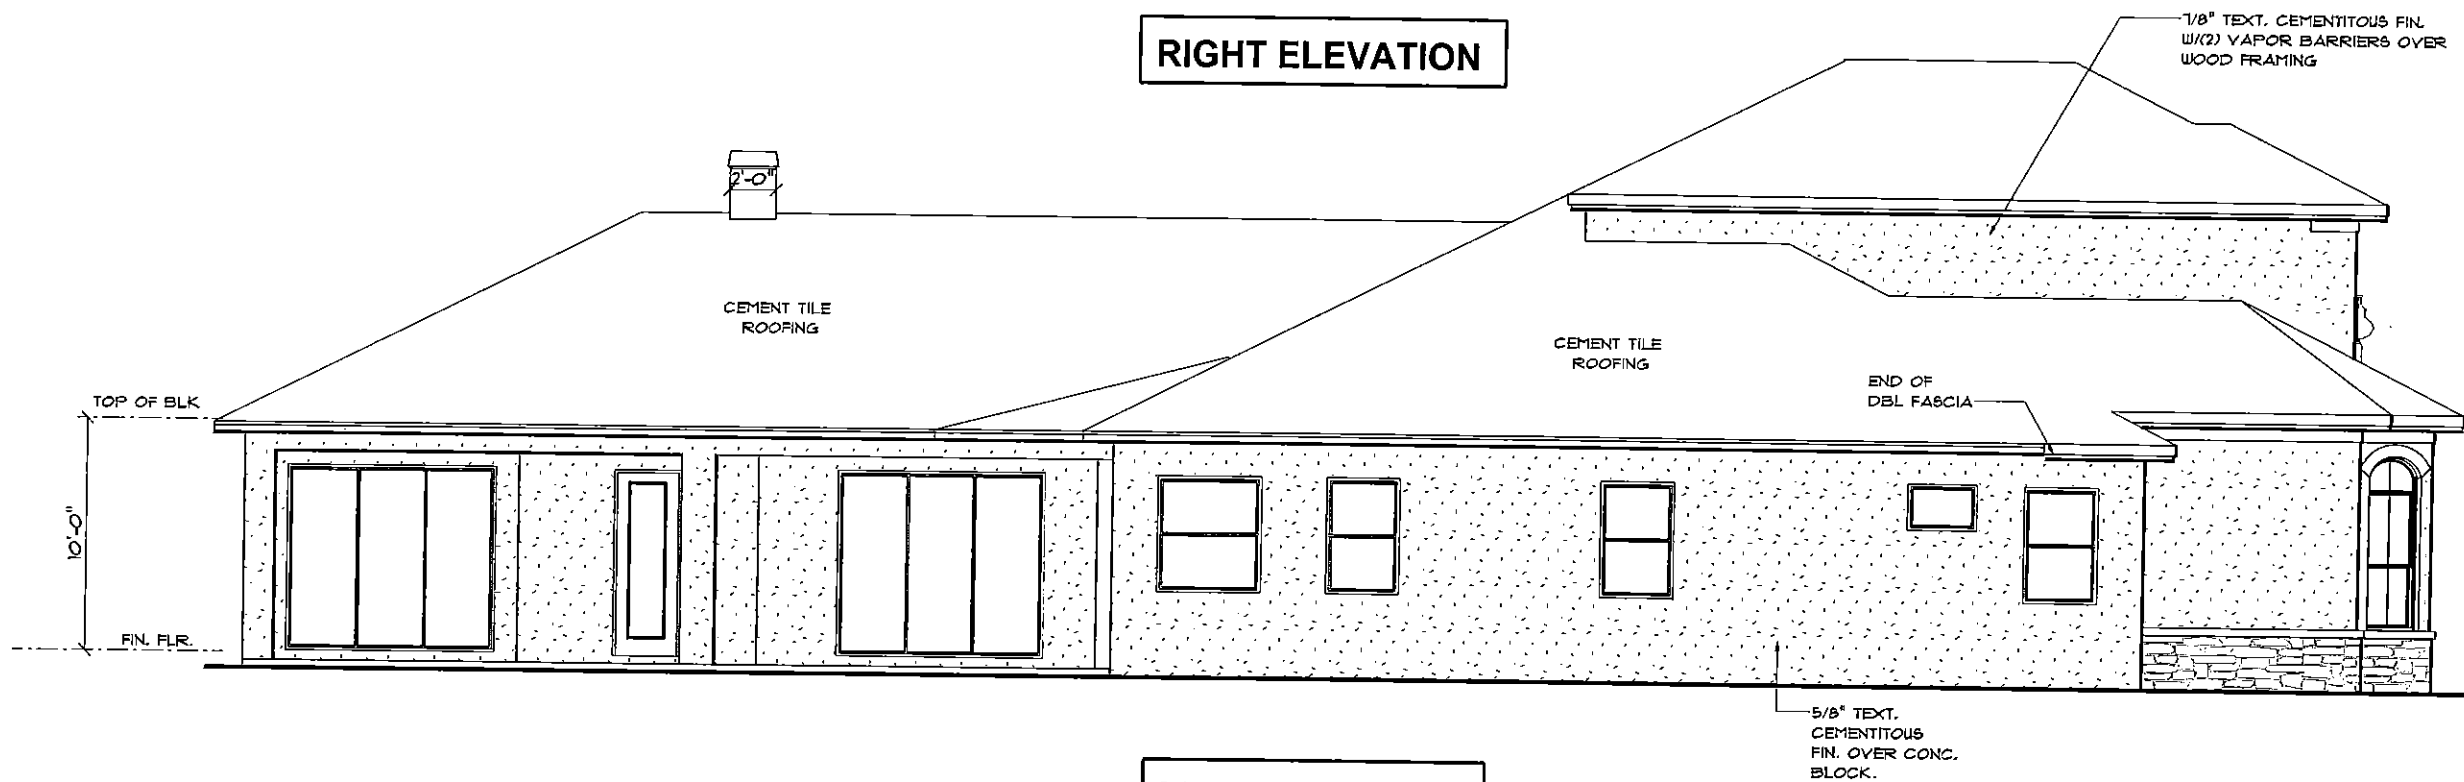 RIGHT ELEVATION
7/8" TEXT. CEMENTITOUS FIN.
W/(2) VAPOR BARRIERS OVER
WOOD FRAMING
2'-0"
CEMENT TILE
ROOFING
CEMENT TILE
ROOFING
END OF
DBL FASCIA
TOP OF BLK
10'-0"
FIN. FLR.
5/8" TEXT.
CEMENTITOUS
FIN. OVER CONC.
BLOCK.